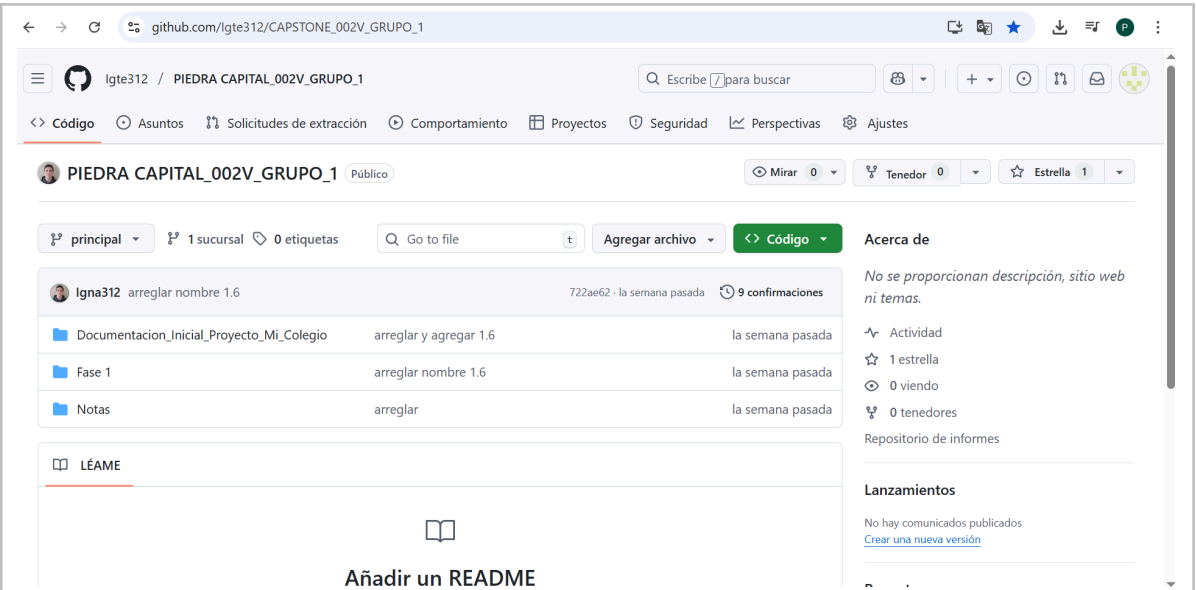 github.com/lgte312/CAPSTONE_002V_GRUPO_1
P
lgte312 / PIEDRA CAPITAL_002V_GRUPO_1
Escribe / para buscar
Código Asuntos Solicitudes de extracción Comportamiento Proyectos Seguridad Perspectivas Ajustes
PIEDRA CAPITAL_002V_GRUPO_1 Público
Mirar 0 Tenedor 0 Estrella 1
principal 1 sucursal 0 etiquetas Go to file t Agregar archivo Código
Acerca de
No se proporcionan descripción, sitio web
ni temas.
Igna312 arreglar nombre 1.6 722ae62 · la semana pasada 9 confirmaciones
Documentacion_Inicial_Proyecto_Mi_Colegio arreglar y agregar 1.6 la semana pasada
Fase 1 arreglar nombre 1.6 la semana pasada
Notas arreglar la semana pasada
Actividad
1 estrella
0 viendo
0 tenedores
Repositorio de informes
LÉAME
Añadir un README
Lanzamientos
No hay comunicados publicados
Crear una nueva versión